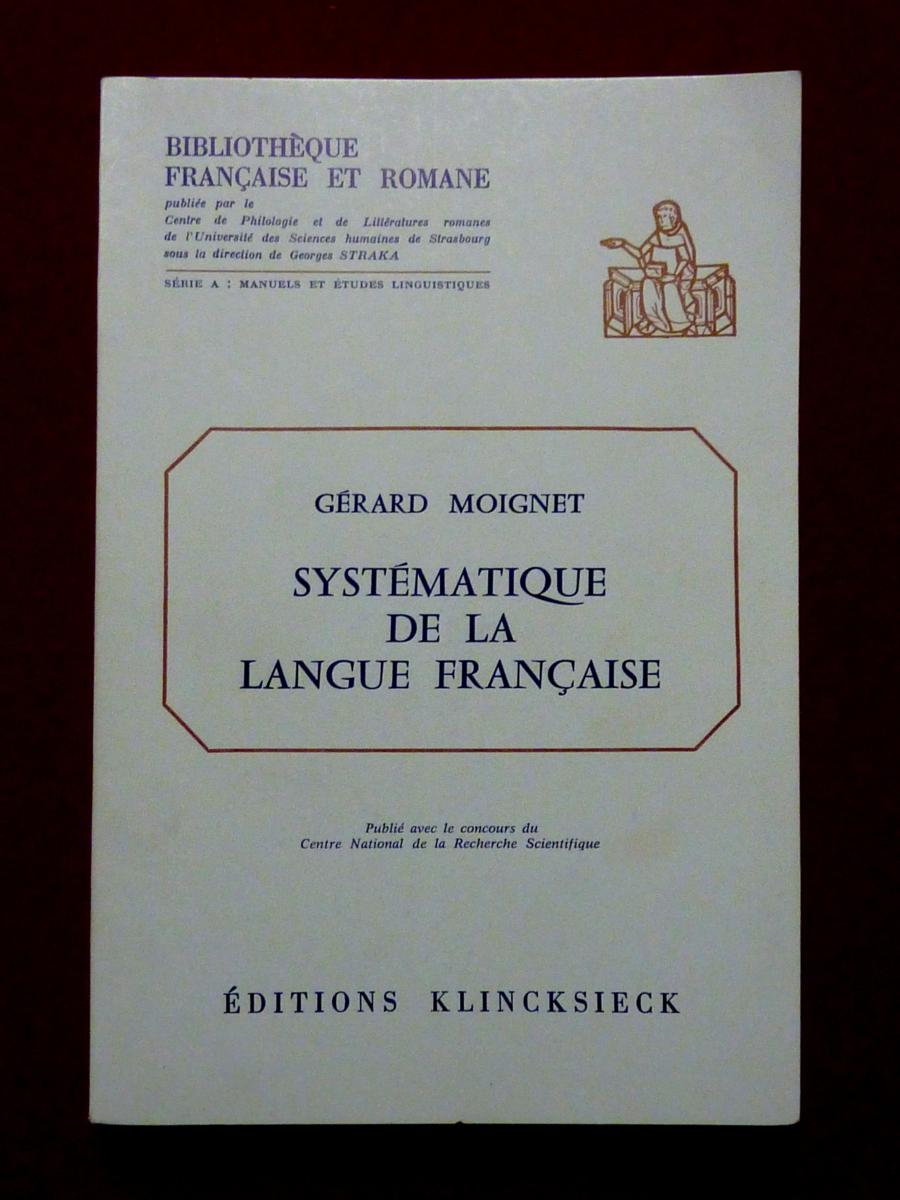 BIBLIOTHÈQUE
FRANÇAISE ET ROMANE
publiée par le
Centre de Philologie et de Littératures romanes
de l'Université des Sciences humaines de Strasbourg
sous la direction de Georges STRAKA
SÉRIE A : MANUELS ET ÉTUDES LINGUISTIQUES
GÉRARD MOIGNET
SYSTÉMATIQUE
DE LA
LANGUE FRANÇAISE
Publié avec le concours du
Centre National de la Recherche Scientifique
ÉDITIONS KLINCKSIECK